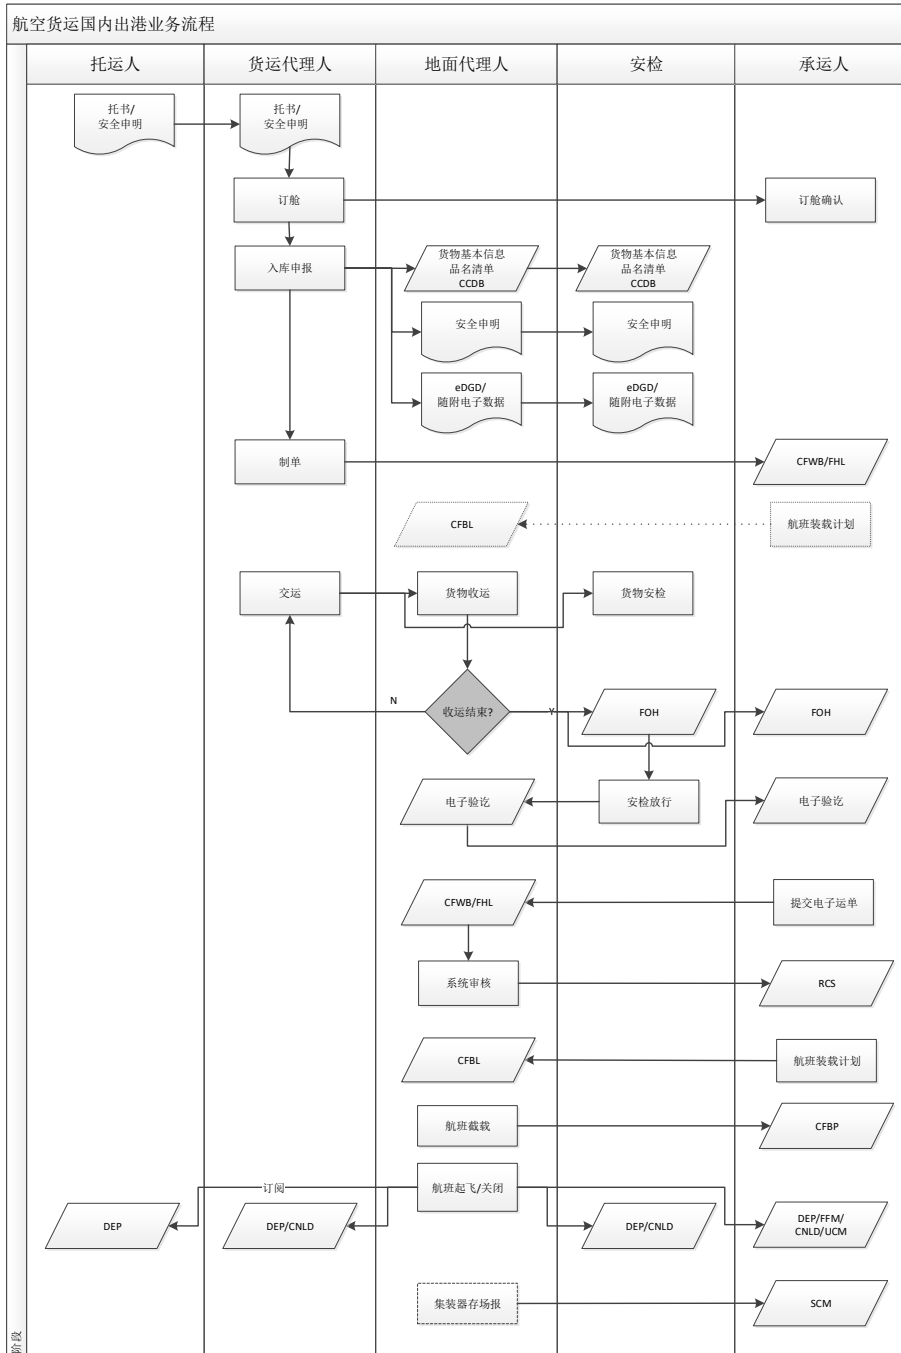 航空货运国内出港业务流程
托运人
货运代理人
地面代理人
安检
承运人
托书/
安全申明
托书/
安全申明
订舱
订舱确认
入库申报
货物基本信息
品名清单
CCDB
货物基本信息
品名清单
CCDB
安全申明
安全申明
eDGD/
随附电子数据
eDGD/
随附电子数据
制单
CFWB/FHL
CFBL
航班装载计划
交运
货物收运
货物安检
N
收运结束?
Y
FOH
FOH
电子验讫
安检放行
电子验讫
CFWB/FHL
提交电子运单
系统审核
RCS
CFBL
航班装载计划
航班截载
CFBP
订阅
航班起飞/关闭
DEP
DEP/CNLD
DEP/CNLD
DEP/FFM/
CNLD/UCM
集装器存场报
SCM
阶段